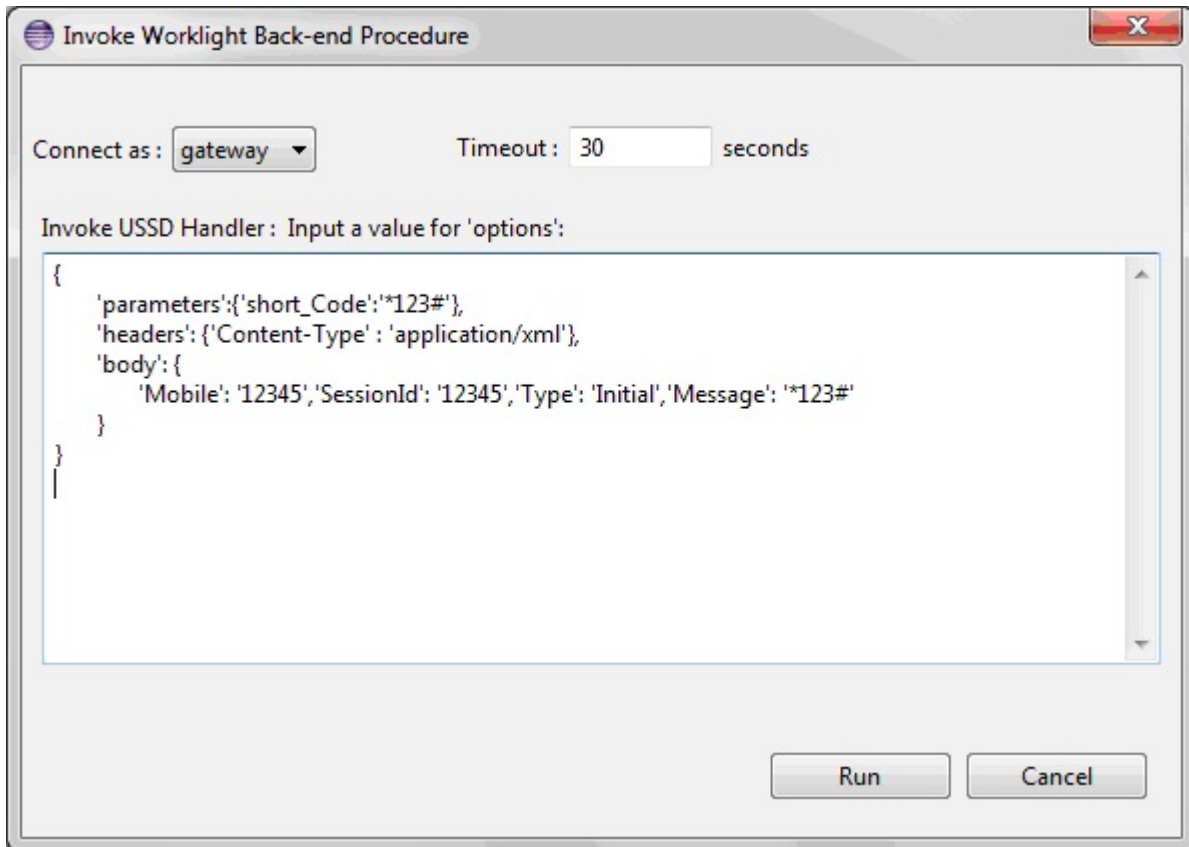 Invoke Worklight Back-end Procedure
Connect as : gateway Timeout : 30 seconds
Invoke USSD Handler : Input a value for 'options':
{
'parameters':{'short_Code':'*123#'},
'headers': {'Content-Type' : 'application/xml'},
'body': {
'Mobile': '12345','SessionId': '12345','Type': 'Initial','Message': '*123#'
}
}
Run Cancel